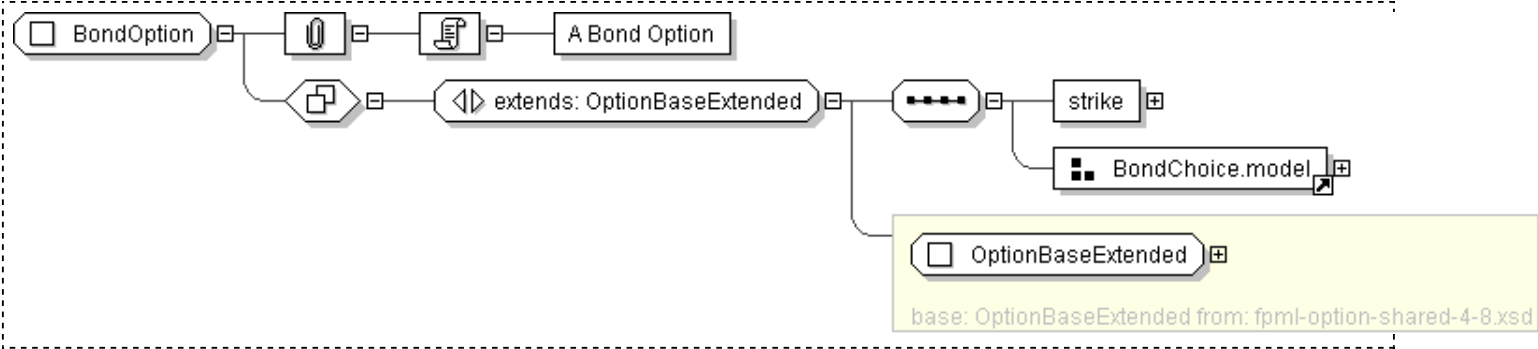 BondOption
A Bond Option
extends: OptionBaseExtended
strike
BondChoice.model
OptionBaseExtended
base: OptionBaseExtended from: fpml-option-shared-4-8.xsd